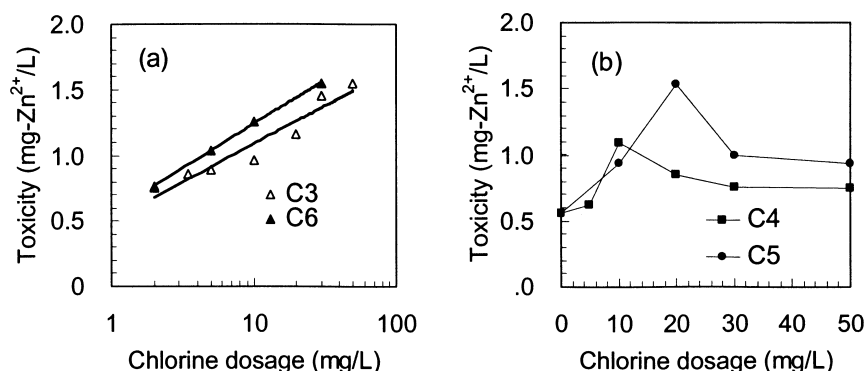 2.0
(a)
1.5
1.0
0.5
0
Toxicity (mg-Zn²⁺/L)
C3
C6
1
10
100
Chlorine dosage (mg/L)
2.0
(b)
1.5
1.0
0.5
.0
Toxicity (mg-Zn²⁺/L)
C4
C5
0
10
20
30
40
50
Chlorine dosage (mg/L)